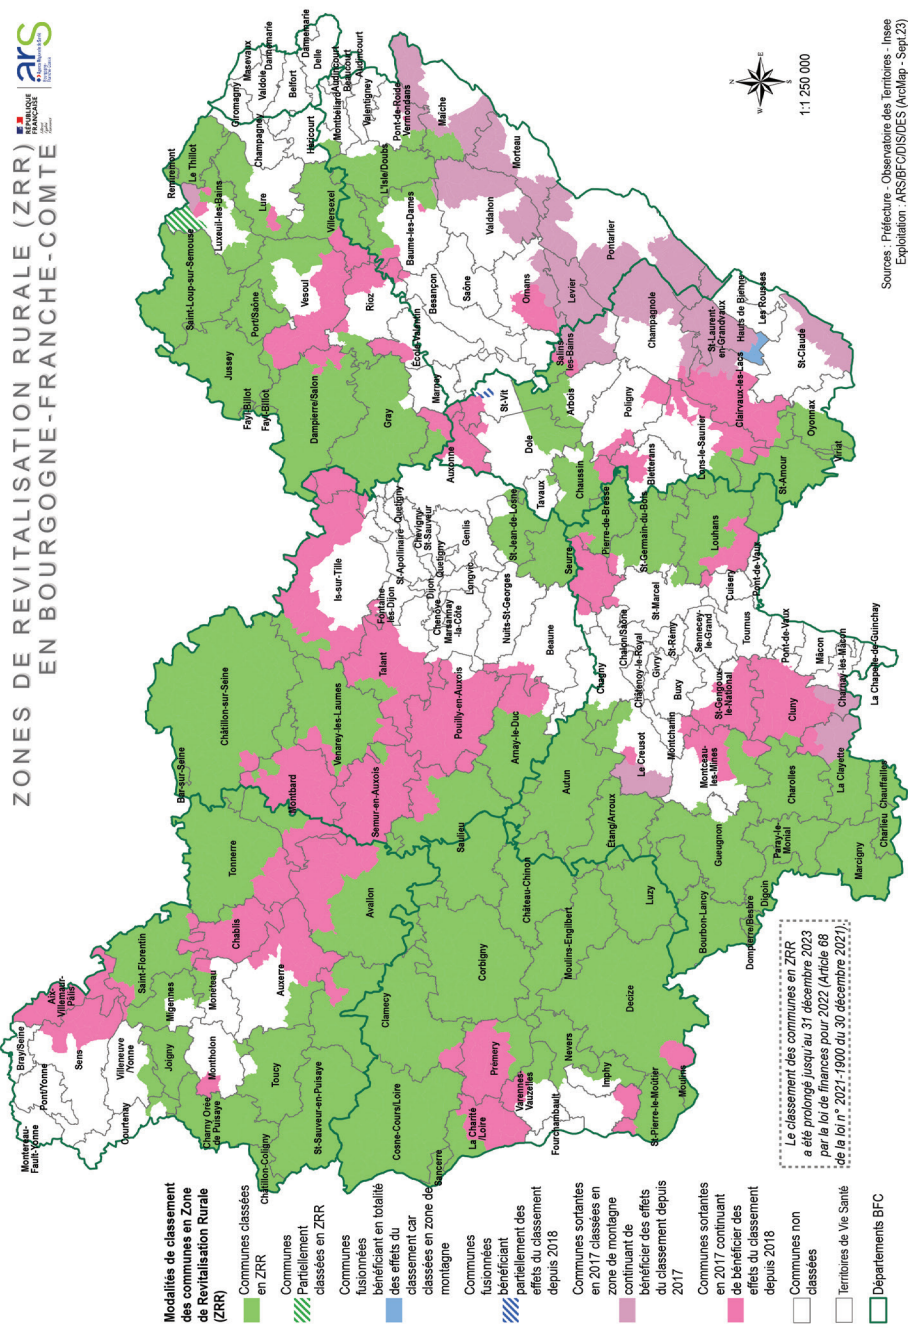 ZONES DE REVITALISATION RURALE (ZRR)
EN BOURGOGNE-FRANCHE-COMTE
RÉPUBLIQUE
FRANÇAISE
ars
Modalités de classement
des communes en Zone
de Revitalisation Rurale
(ZRR)
Communes classées
en ZRR
Communes
Partiellement
classées en ZRR
Communes
fusionnées
bénéficiant en totalité
des effets du
classement car
classées en zone de
montagne
Communes
fusionnées
bénéficiant
partiellement des
effets du classement
depuis 2018
Communes sortantes
en 2017 classées en
zone de montagne
continuant de
bénéficier des effets
du classement depuis
2017
Communes sortantes
en 2017 continuant
de bénéficier des
effets du classement
depuis 2018
Communes non
classées
Territoires de Vie Santé
Départements BFC
Le classement des communes en ZRR
a été prolongé jusqu'au 31 décembre 2023
par la loi de finances pour 2022 (Article 68
de la loi n° 2021-1900 du 30 décembre 2021).
Montereau-
Fault-Yonne
Bray/Seine
Pont/Yonne
Sens
Aix-
Villemaur-
Pâlis
Courtenay
Villeneuve
/Yonne
Saint-Florentin
Joigny
Migennes
Charny Orée
de Puisaye
Montholon
Monéteau
Chablis
Tonnerre
Châtillon-Coligny
Toucy
Auxerre
St-Sauveur-en-Puisaye
Avallon
Clamecy
Cosne-Cours/Loire
Sancerre
La Charité
/Loire
Prémery
Corbigny
Varennes-
Vauzelles
Fourchambault
Nevers
Imphy
Château-Chinon
Moulins-Engilbert
Decize
Luzy
St-Pierre-le-Moûtier
Moulins
Bar-sur-Seine
Châtillon-sur-Seine
Montbard
Venarey-les-Laumes
Semur-en-Auxois
Saulieu
Pouilly-en-Auxois
Arnay-le-Duc
Talant
Is-sur-Tille
Fontaine
lès-Dijon
St-Apollinaire
Quetigny
Chevigny-
St-Sauveur
Dijon
Quetigny
Chenôve
Marsannay
-la-Côte
Longvic
Genlis
Nuits-St-Georges
Beaune
St-Jean-de-Losne
Seurre
Auxonne
Autun
Étang/Arroux
Le Creusot
Montchanin
Montceau
-les-Mines
Gueugnon
Bourbon-Lancy
Dompierre/Besbre
Digoin
Paray-le-
Monial
Charolles
Marcigny
Charlieu
Chauffailles
La Clayette
Cluny
St-Gengoux-
le-National
Chagny
Chalon/Saône
Châtenoy-le-Royal
Givry
Buxy
St-Rémy
St-Marcel
Sennecey
-le-Grand
Tournus
Cuisery
Pont-de-Vaux
Pont-de-Vaux
Mâcon
Charnay-lès-Mâcon
La Chapelle-de-Guinchay
Pierre-de-Bresse
St-Germain-du-Bois
Louhans
St-Amour
Viriat
Oyonnax
Remiremont
Le Thillot
Saint-Loup-sur-Semouse
Luxeuil-les-Bains
Lure
Champagney
Héricourt
Giromagny
Masevaux
Valdoie
Dannemarie
Belfort
Dannemarie
Delle
Montbéliard
Audincourt
Beaucourt
Audincourt
Valentigney
Pont-de-Roide-
Vermondans
Maîche
Jussey
Port/Saône
Vesoul
Villersexel
Fayl-Billot
Fayl-Billot
Dampierre/Salon
Gray
Rioz
Marnay
École-Valentin
Besançon
Baume-les-Dames
L'Isle/Doubs
Saône
Valdahon
Morteau
Ornans
Levier
Pontarlier
St-Vit
Dole
Tavaux
Chaussin
Arbois
Salins
-les-Bains
Poligny
Champagnole
Bletterans
Lons-le-Saunier
Clairvaux-les-Lacs
St-Laurent-
en-Grandvaux
Hauts de Bienne
Les Rousses
St-Claude
N
E
S
W
1:1 250 000
Sources : Préfecture - Observatoire des Territoires - Insee
Exploitation : ARS/BFC/DIS/DES (ArcMap - Sept.23)